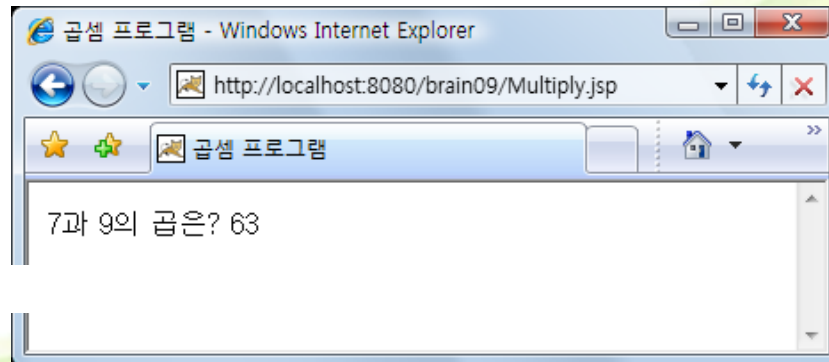 곱셈 프로그램 - Windows Internet Explorer
http://localhost:8080/brain09/Multiply.jsp
곱셈 프로그램
7과 9의 곱은? 63